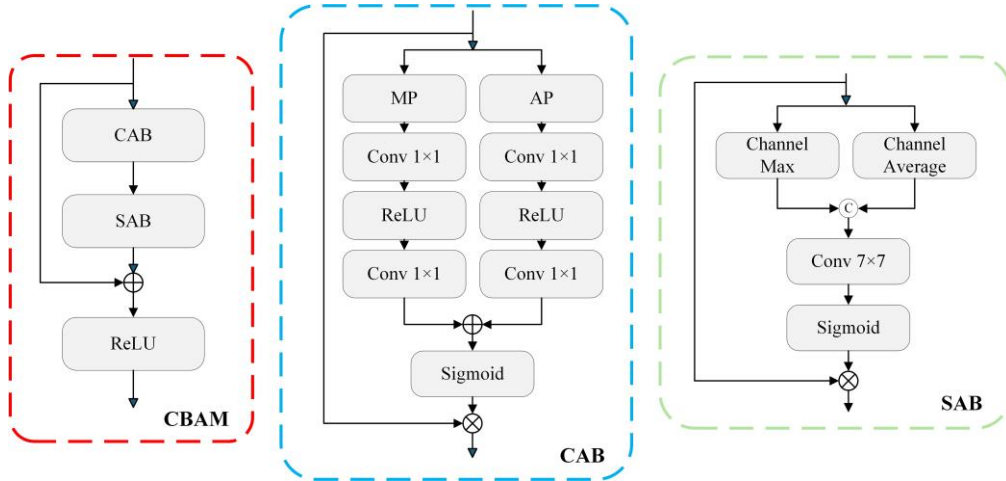 CAB
SAB
ReLU
CBAM
MP
AP
Conv 1×1
Conv 1×1
ReLU
ReLU
Conv 1×1
Conv 1×1
Sigmoid
CAB
Channel
Max
Channel
Average
C
Conv 7×7
Sigmoid
SAB